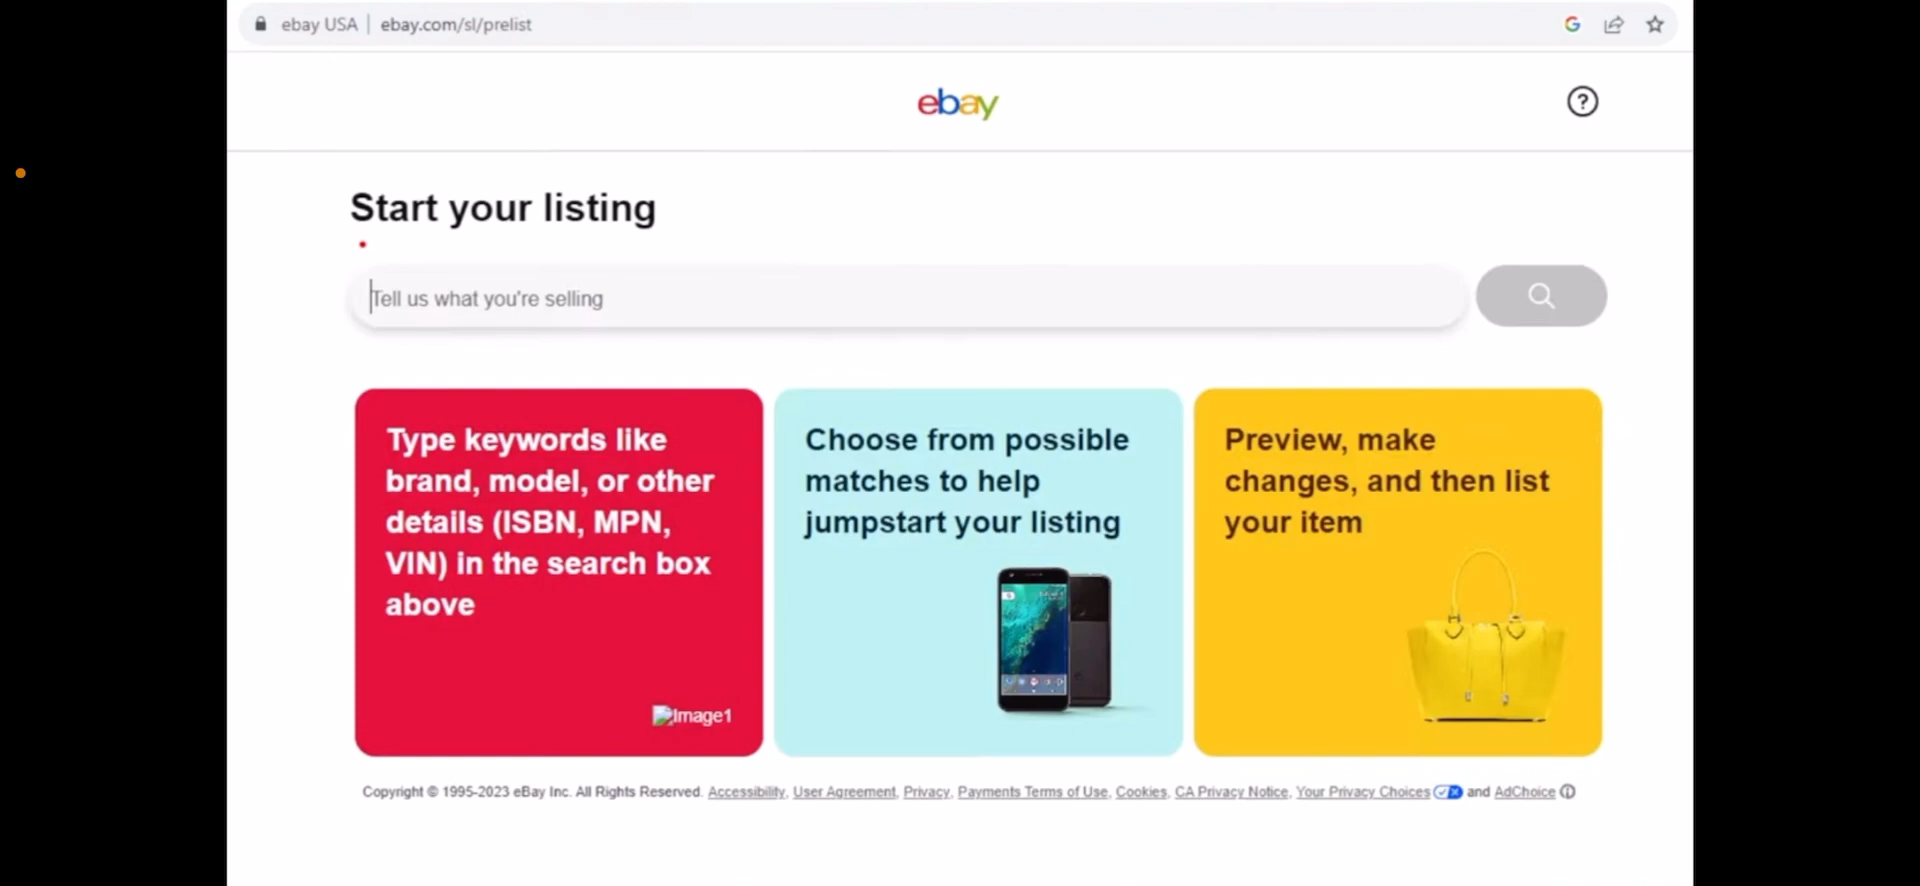 ebay USA | ebay.com/sl/prelist
ebay
Start your listing
Tell us what you're selling
Type keywords like
brand, model, or other
details (ISBN, MPN,
VIN) in the search box
above
Image1
Choose from possible
matches to help
jumpstart your listing
Preview, make
changes, and then list
your item
Copyright © 1995-2023 eBay Inc. All Rights Reserved. Accessibility, User Agreement, Privacy, Payments Terms of Use, Cookies, CA Privacy Notice, Your Privacy Choices and AdChoice